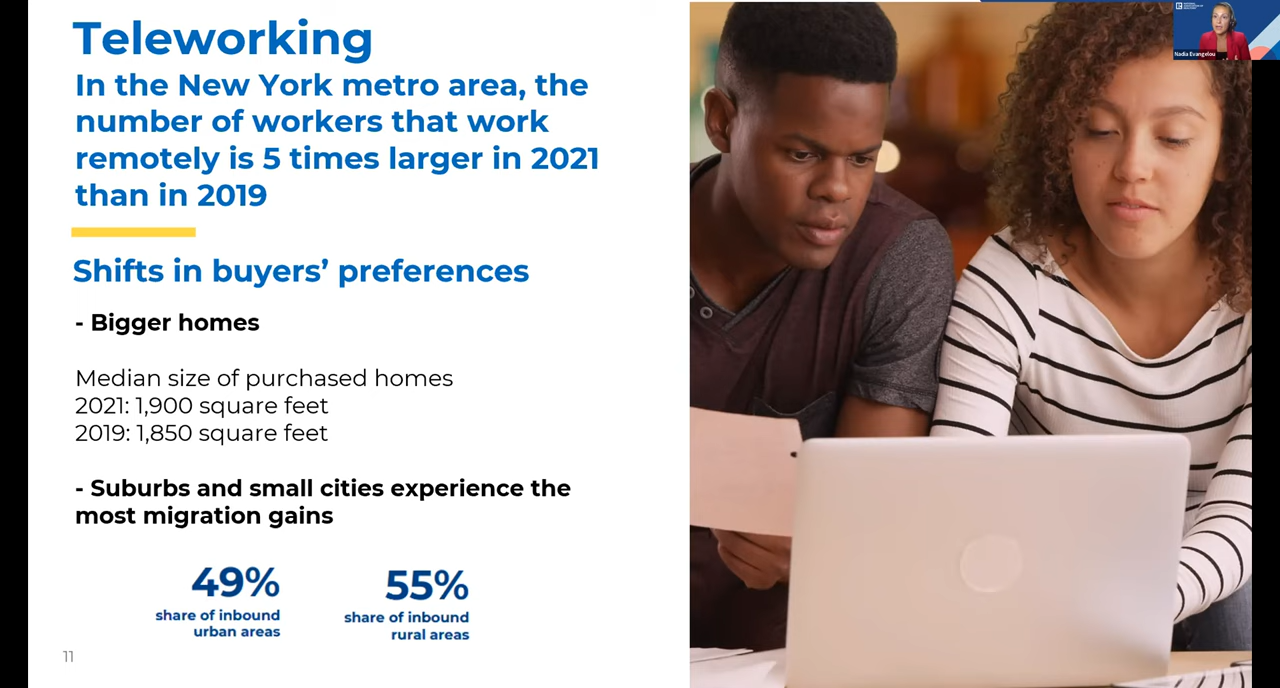 Teleworking
In the New York metro area, the
number of workers that work
remotely is 5 times larger in 2021
than in 2019
Shifts in buyers’ preferences
- Bigger homes
Median size of purchased homes
2021: 1,900 square feet
2019: 1,850 square feet
- Suburbs and small cities experience the
most migration gains
49%
share of inbound
urban areas
55%
share of inbound
rural areas
11
Nadia Evangelou